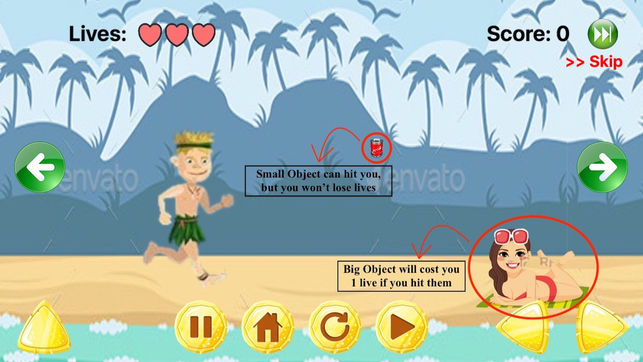 Lives:
Score: 0
>> Skip
Small Object can hit you,
but you won't lose lives
envato
envato
Big Object will cost you
1 live if you hit them